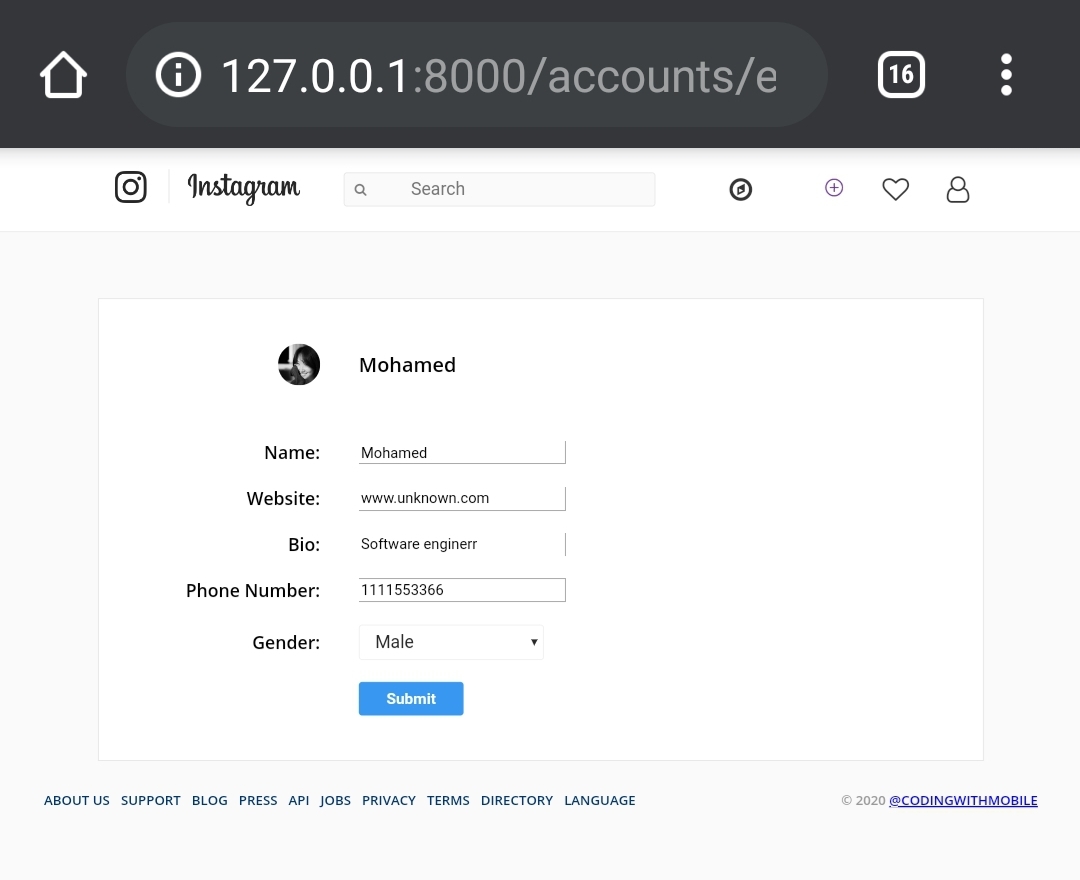 127.0.0.1:8000/accounts/e 16
Instagram Search
Mohamed
Name: Mohamed
Website: www.unknown.com
Bio: Software enginerr
Phone Number: 1111553366
Gender: Male
Submit
ABOUT US SUPPORT BLOG PRESS API JOBS PRIVACY TERMS DIRECTORY LANGUAGE © 2020 @CODINGWITHMOBILE